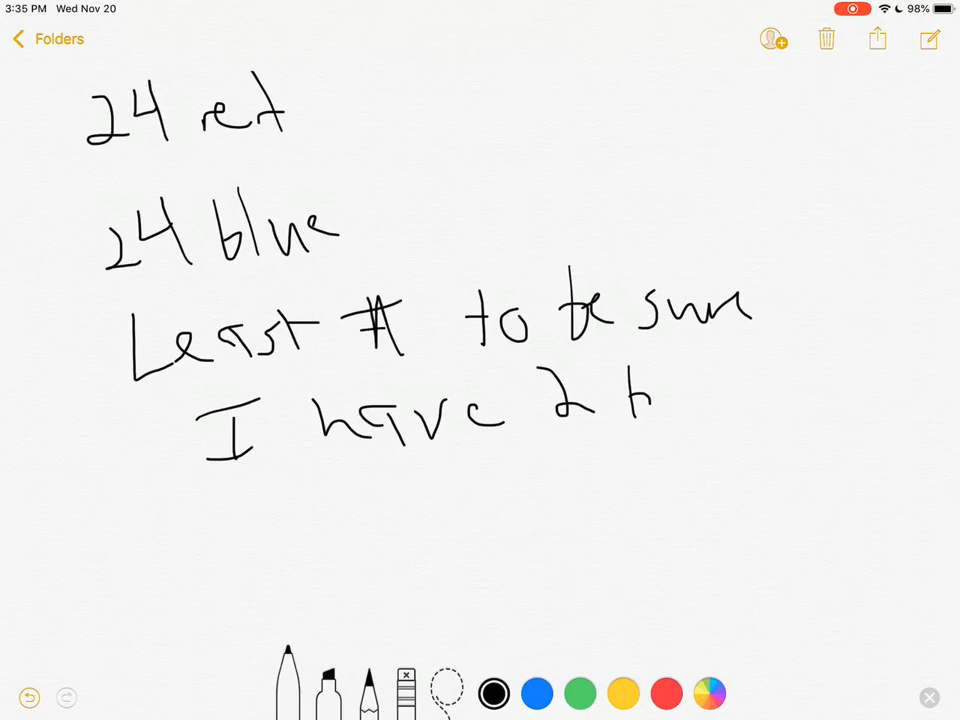 3:35 PM Wed Nov 20 98%
Folders
24 red
24 blue
Least # to be sure
I have 2